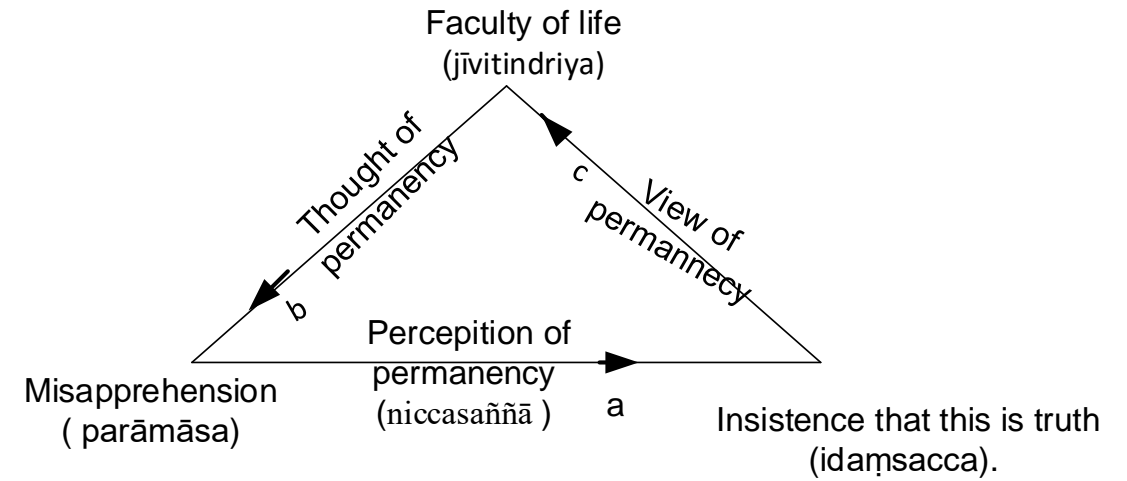 Faculty of life
(jīvitindriya)
Thought of
permanency
b
c
View of
permannecy
Percepition of
permanency
(niccasaññā )
a
Misapprehension
( parāmāsa)
Insistence that this is truth
(idaṃsacca).